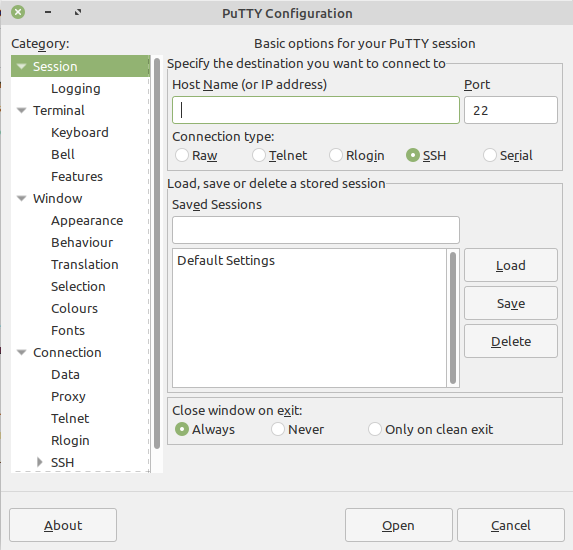 PuTTY Configuration
Category:
Session
Logging
Terminal
Keyboard
Bell
Features
Window
Appearance
Behaviour
Translation
Selection
Colours
Fonts
Connection
Data
Proxy
Telnet
Rlogin
SSH
Basic options for your PuTTY session
Specify the destination you want to connect to
Host Name (or IP address) Port
22
Connection type:
Raw Telnet Rlogin SSH Serial
Load, save or delete a stored session
Saved Sessions
Default Settings
Load
Save
Delete
Close window on exit:
Always Never Only on clean exit
About Open Cancel